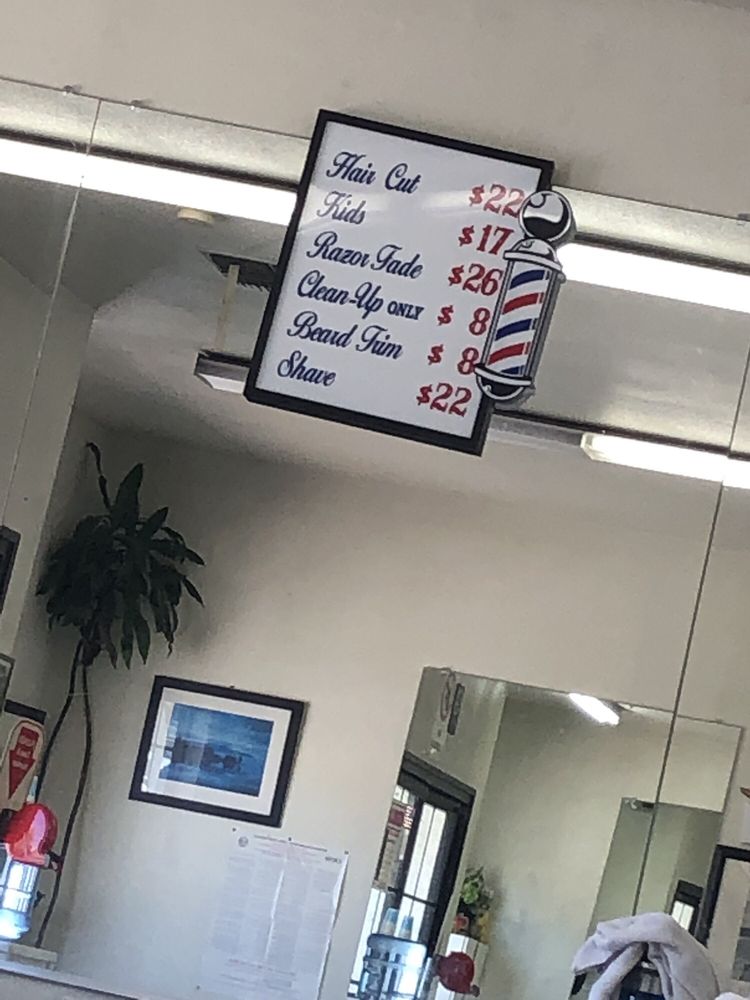 Hair Cut $22
Kids $17
Razor Fade $26
Clean-Up ONLY $ 8
Beard Trim $ 8
Shave $22